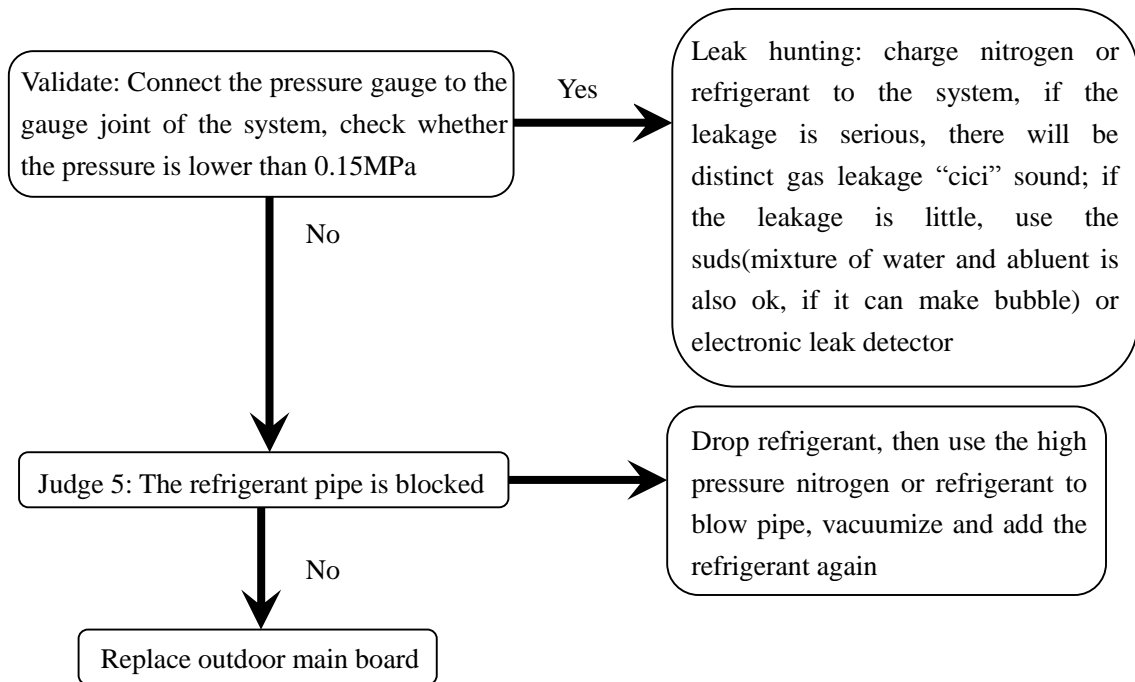 Validate: Connect the pressure gauge to the
gauge joint of the system, check whether
the pressure is lower than 0.15MPa
Yes
Leak hunting: charge nitrogen or
refrigerant to the system, if the
leakage is serious, there will be
distinct gas leakage “cici” sound; if
the leakage is little, use the
suds(mixture of water and abluent is
also ok, if it can make bubble) or
electronic leak detector
No
Judge 5: The refrigerant pipe is blocked
Drop refrigerant, then use the high
pressure nitrogen or refrigerant to
blow pipe, vacuumize and add the
refrigerant again
No
Replace outdoor main board